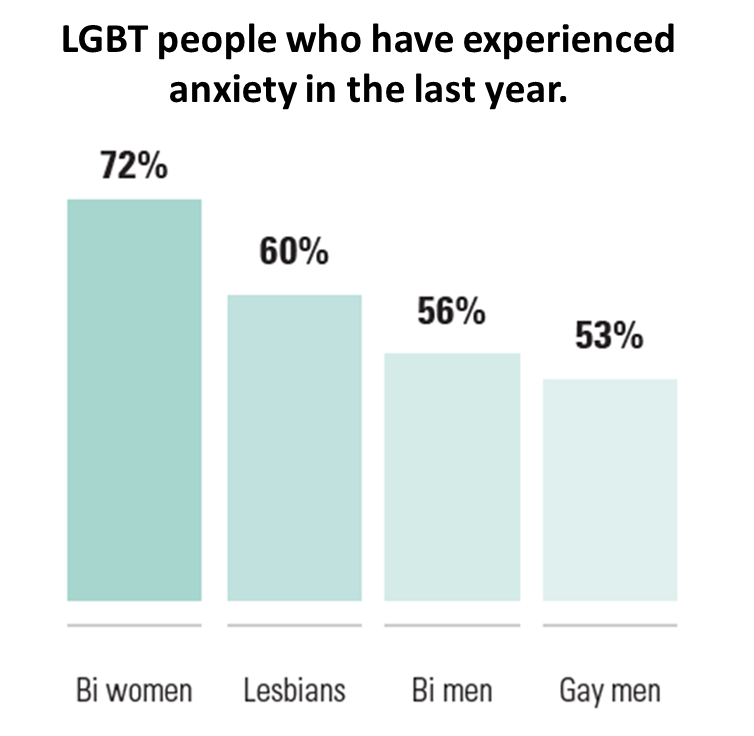 LGBT people who have experienced
anxiety in the last year.
72%
60%
56%
53%
Bi women
Lesbians
Bi men
Gay men